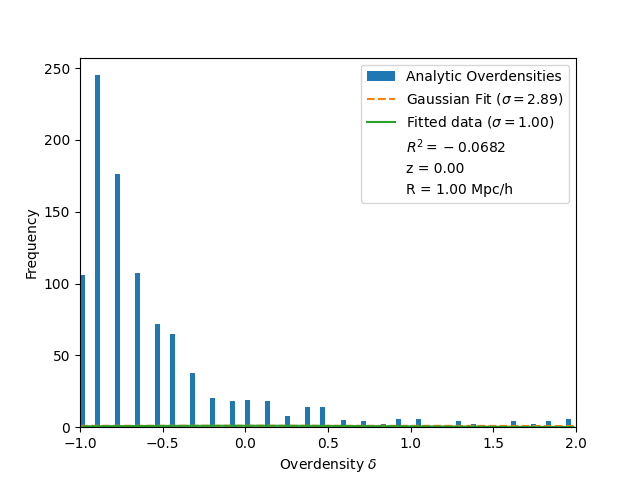 Analytic Overdensities
Gaussian Fit (σ = 2.89)
Fitted data (σ = 1.00)
R² = −0.0682
z = 0.00
R = 1.00 Mpc/h
Frequency
250
200
150
100
50
0
−1.0 −0.5 0.0 0.5 1.0 1.5 2.0
Overdensity δ